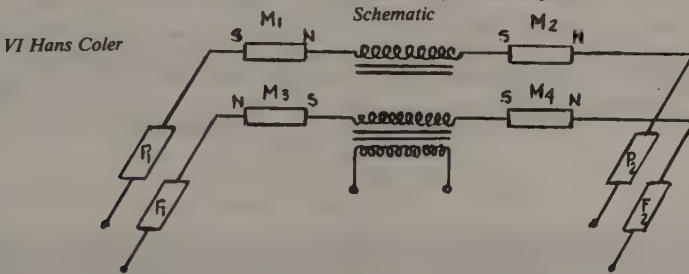 Schematic
VI Hans Coler
S M1 N
M2
S N
N M3 S
S M4 N
P1
F1
P2
F2